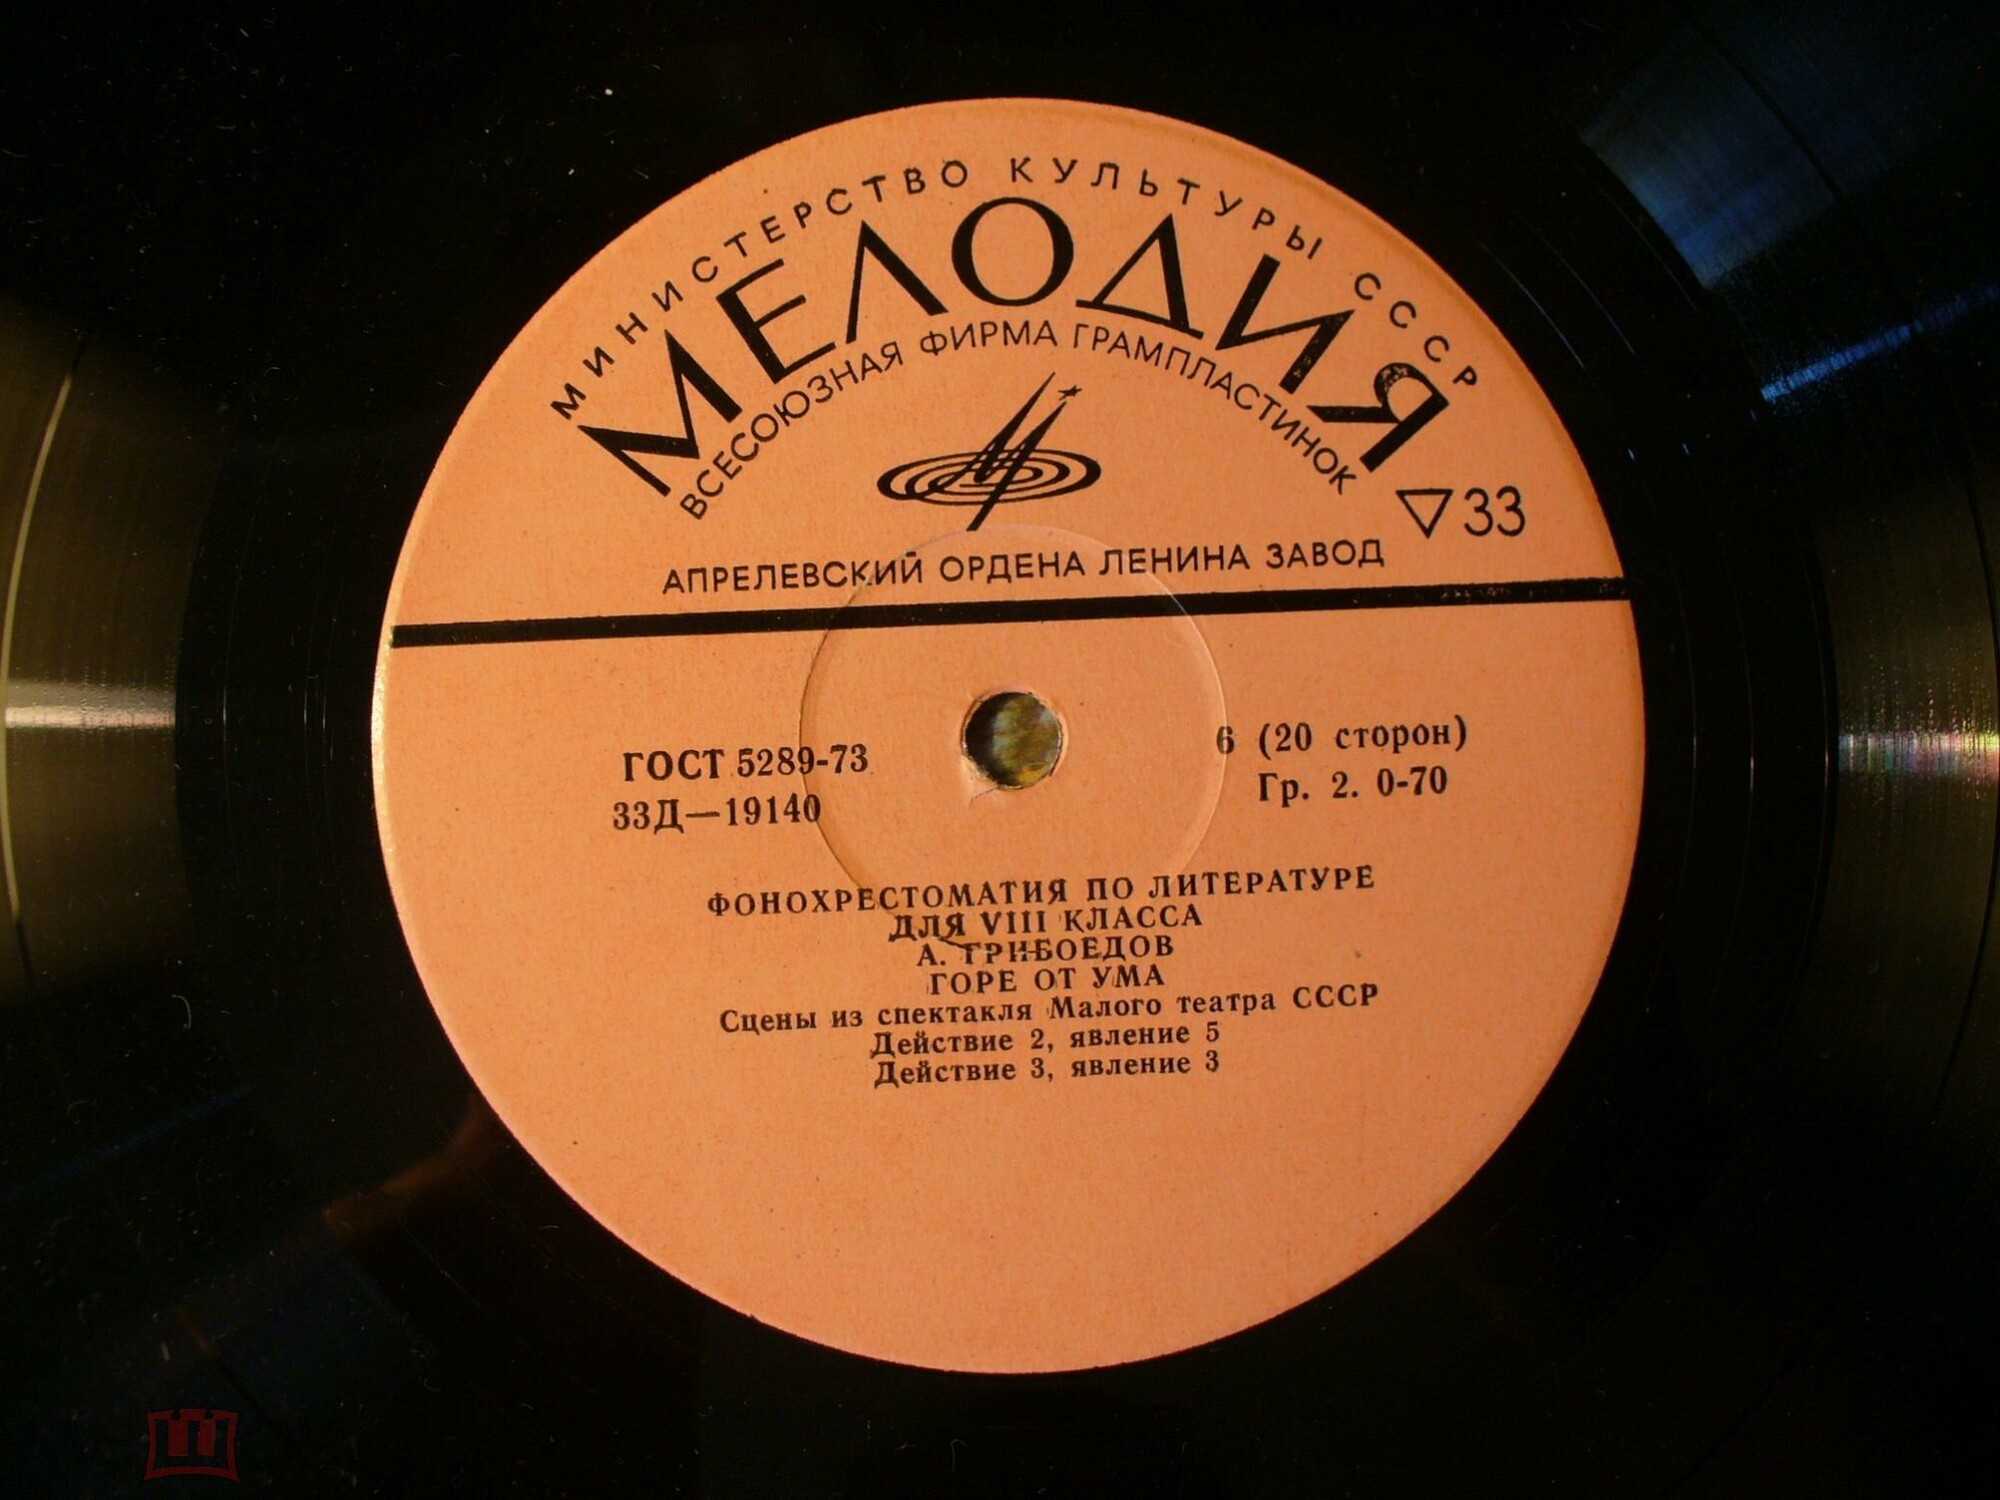 МИНИСТЕРСТВО КУЛЬТУРЫ СССР
МЕЛОДИЯ
ВСЕСОЮЗНАЯ ФИРМА ГРАМПЛАСТИНОК
▽33
АПРЕЛЕВСКИЙ ОРДЕНА ЛЕНИНА ЗАВОД
ГОСТ 5289-73
33Д—19140
6 (20 сторон)
Гр. 2. 0-70
ФОНОХРЕСТОМАТИЯ ПО ЛИТЕРАТУРЕ
ДЛЯ VIII КЛАССА
А. ГРИБОЕДОВ
ГОРЕ ОТ УМА
Сцены из спектакля Малого театра СССР
Действие 2, явление 5
Действие 3, явление 3